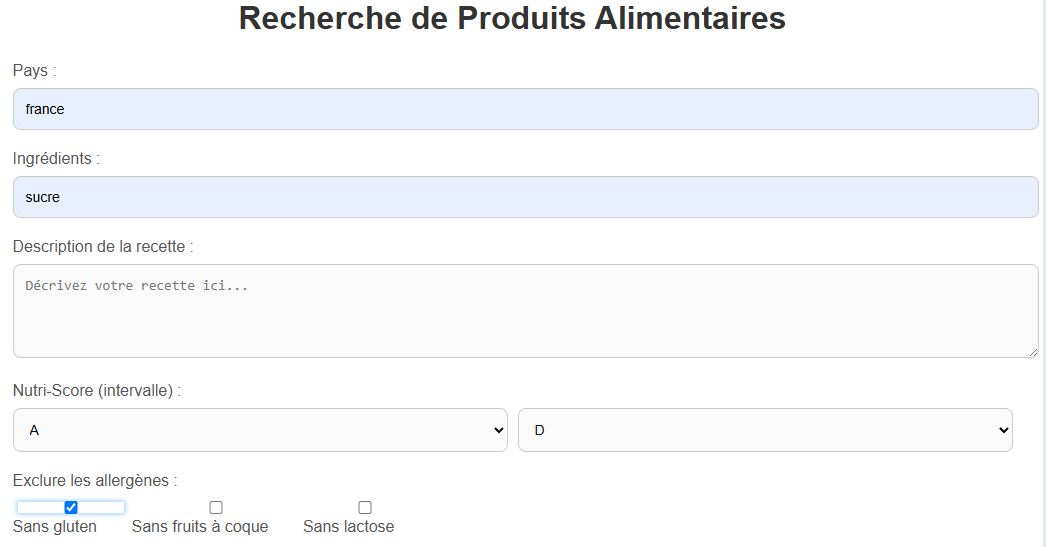 Recherche de Produits Alimentaires
Pays :
france
Ingrédients :
sucre
Description de la recette :
Décrivez votre recette ici...
Nutri-Score (intervalle) :
A D
Exclure les allergènes :
Sans gluten Sans fruits à coque Sans lactose